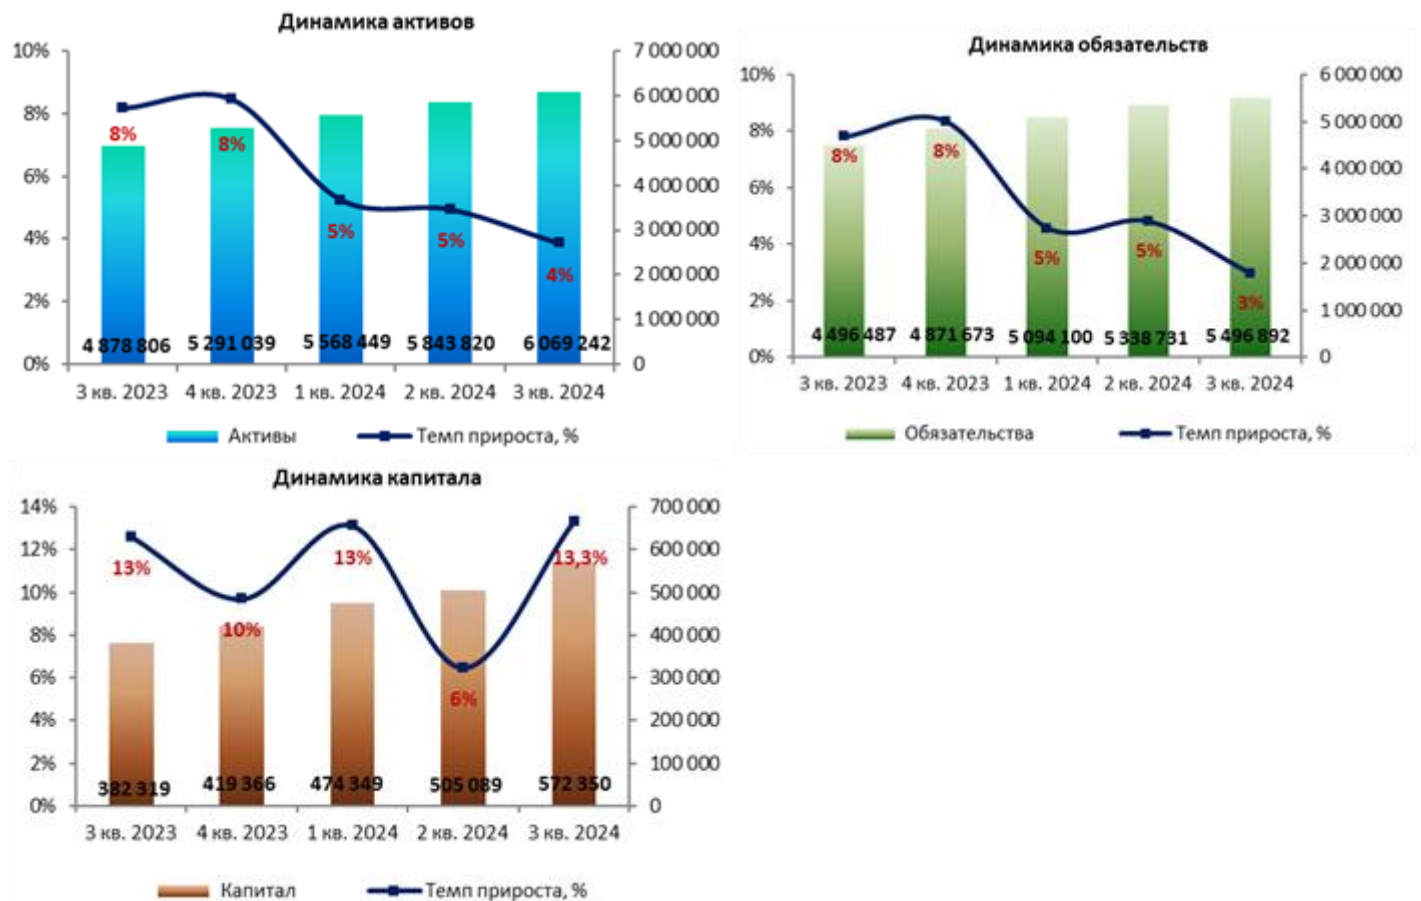 Динамика активов
10%
8%
6%
4%
2%
0%
7 000 000
6 000 000
5 000 000
4 000 000
3 000 000
2 000 000
1 000 000
0
8%
8%
5%
5%
4%
4 878 806
5 291 039
5 568 449
5 843 820
6 069 242
3 кв. 2023
4 кв. 2023
1 кв. 2024
2 кв. 2024
3 кв. 2024
Активы
Темп прироста, %
Динамика обязательств
10%
8%
6%
4%
2%
0%
6 000 000
5 000 000
4 000 000
3 000 000
2 000 000
1 000 000
0
8%
8%
5%
5%
3%
4 496 487
4 871 673
5 094 100
5 338 731
5 496 892
3 кв. 2023
4 кв. 2023
1 кв. 2024
2 кв. 2024
3 кв. 2024
Обязательства
Темп прироста, %
Динамика капитала
14%
12%
10%
8%
6%
4%
2%
0%
700 000
600 000
500 000
400 000
300 000
200 000
100 000
0
13%
10%
13%
6%
13,3%
382 319
419 366
474 349
505 089
572 350
3 кв. 2023
4 кв. 2023
1 кв. 2024
2 кв. 2024
3 кв. 2024
Капитал
Темп прироста, %